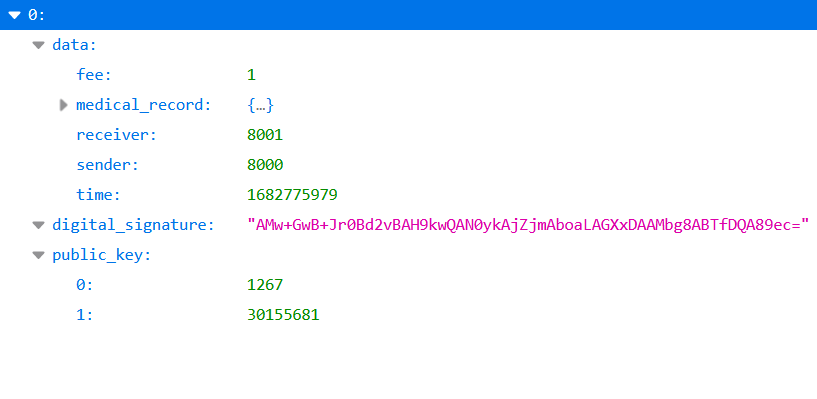 0:
data:
fee: 1
medical_record: {…}
receiver: 8001
sender: 8000
time: 1682775979
digital_signature: "AMw+GwB+Jr0Bd2vBAH9kwQAN0ykAjZjmAboaLAGXxDAAMbg8ABTfDQA89ec="
public_key:
0: 1267
1: 30155681